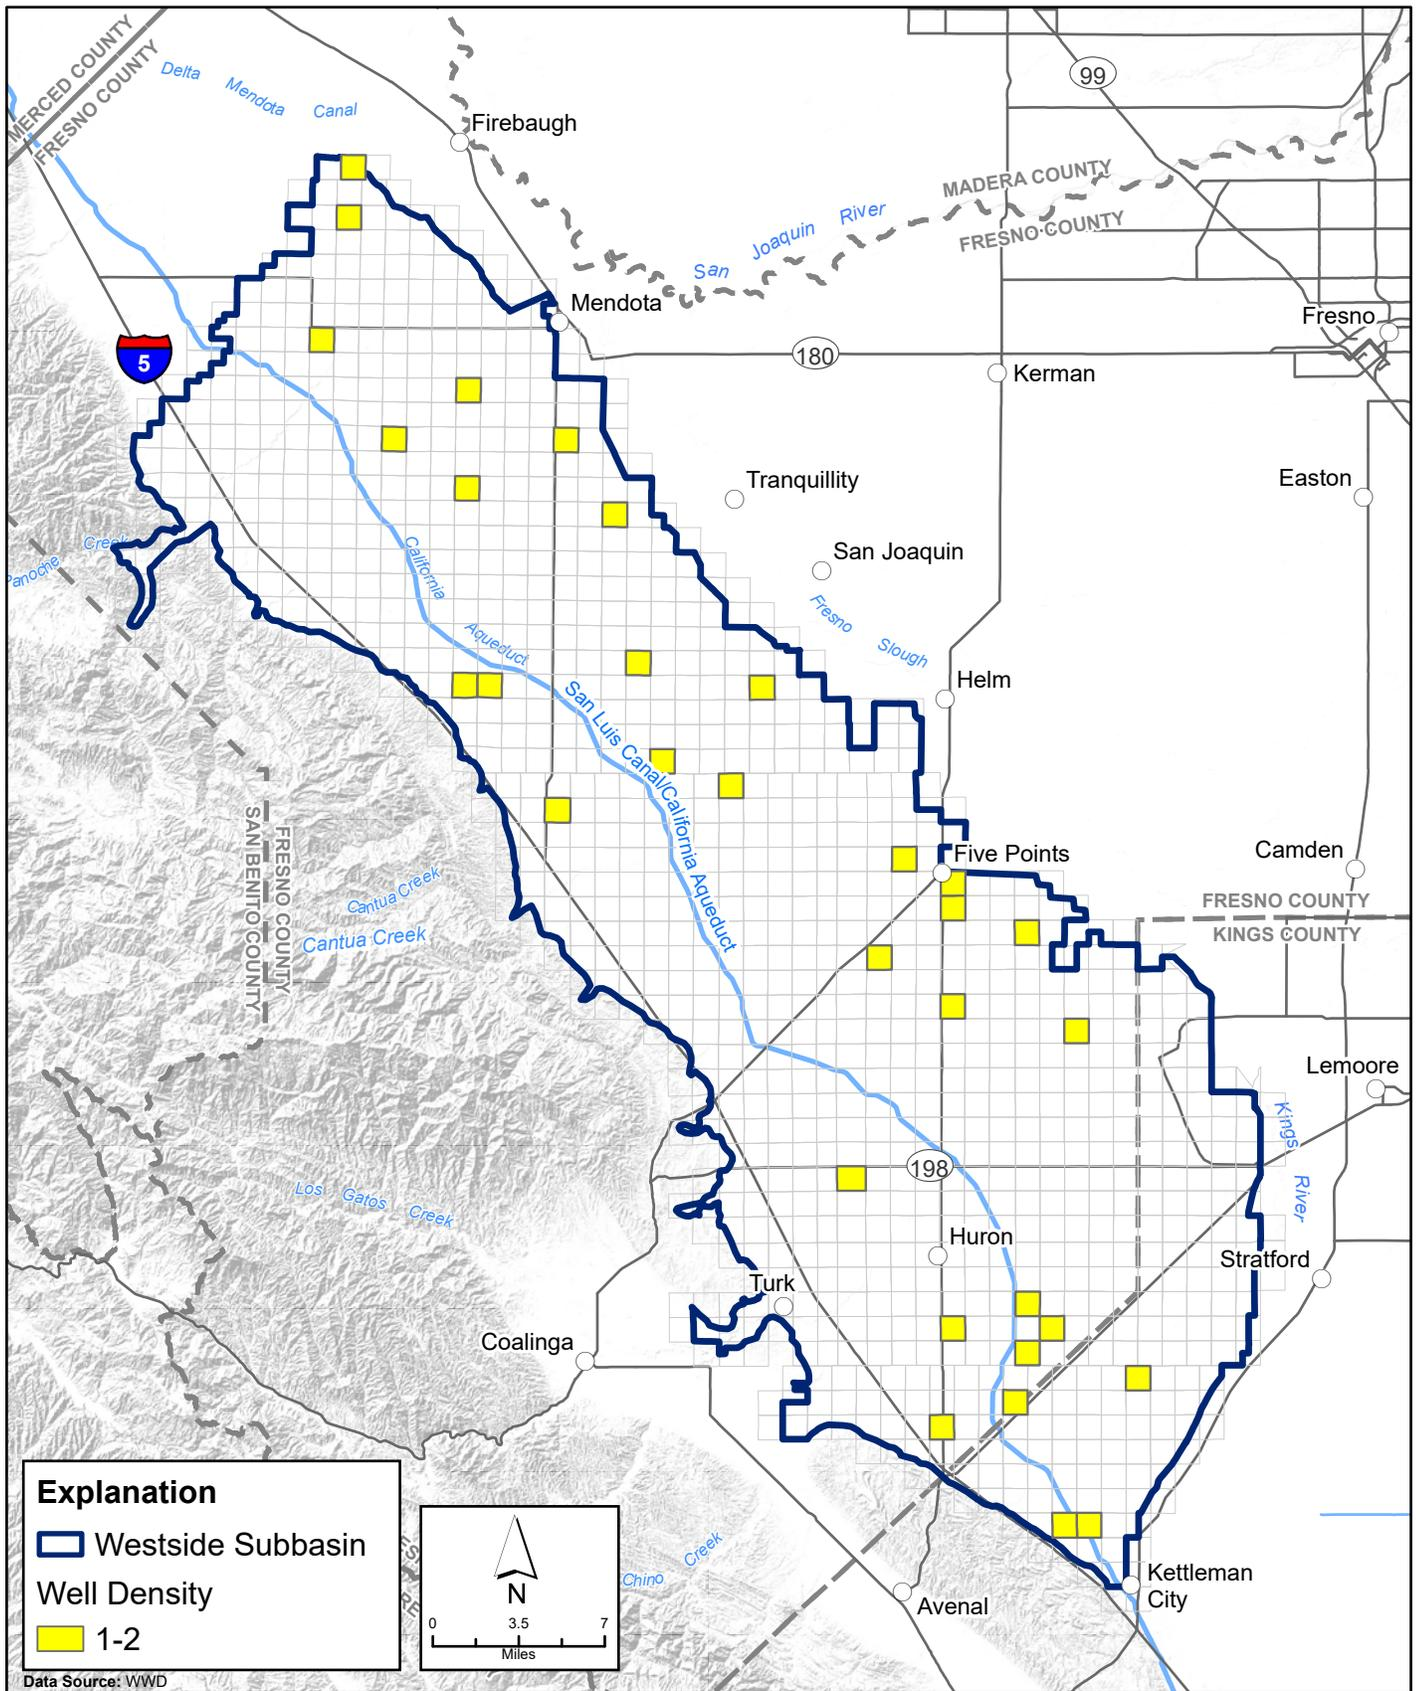 MERCED COUNTY
FRESNO COUNTY
Delta Mendota Canal
99
Firebaugh
MADERA COUNTY
FRESNO COUNTY
San Joaquin River
Mendota
Fresno
5
180
Kerman
Tranquillity
Easton
San Joaquin
Panoche Creek
California Aqueduct
Fresno Slough
Helm
San Luis Canal/California Aqueduct
FRESNO COUNTY
SAN BENITO COUNTY
Five Points
Camden
Cantua Creek
Cantua Creek
FRESNO COUNTY
KINGS COUNTY
Lemoore
Kings River
198
Los Gatos Creek
Huron
Stratford
Turk
Coalinga
Explanation
Westside Subbasin
Well Density
1-2
N
0 3.5 7
Miles
Chino Creek
Kettleman
City
Avenal
Data Source: WWD